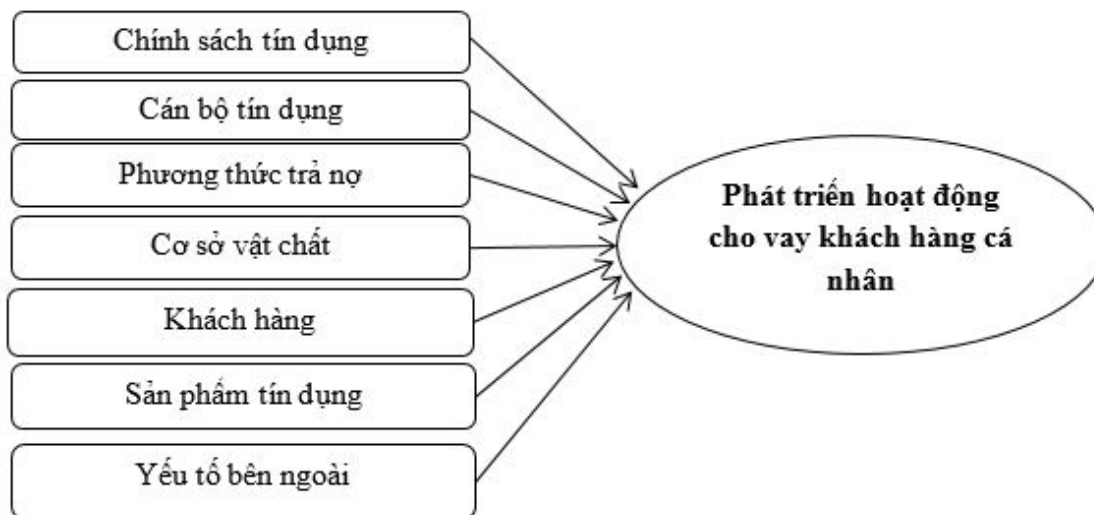 Chính sách tín dụng
Cán bộ tín dụng
Phương thức trả nợ
Cơ sở vật chất
Khách hàng
Sản phẩm tín dụng
Yếu tố bên ngoài
Phát triển hoạt động
cho vay khách hàng cá
nhân